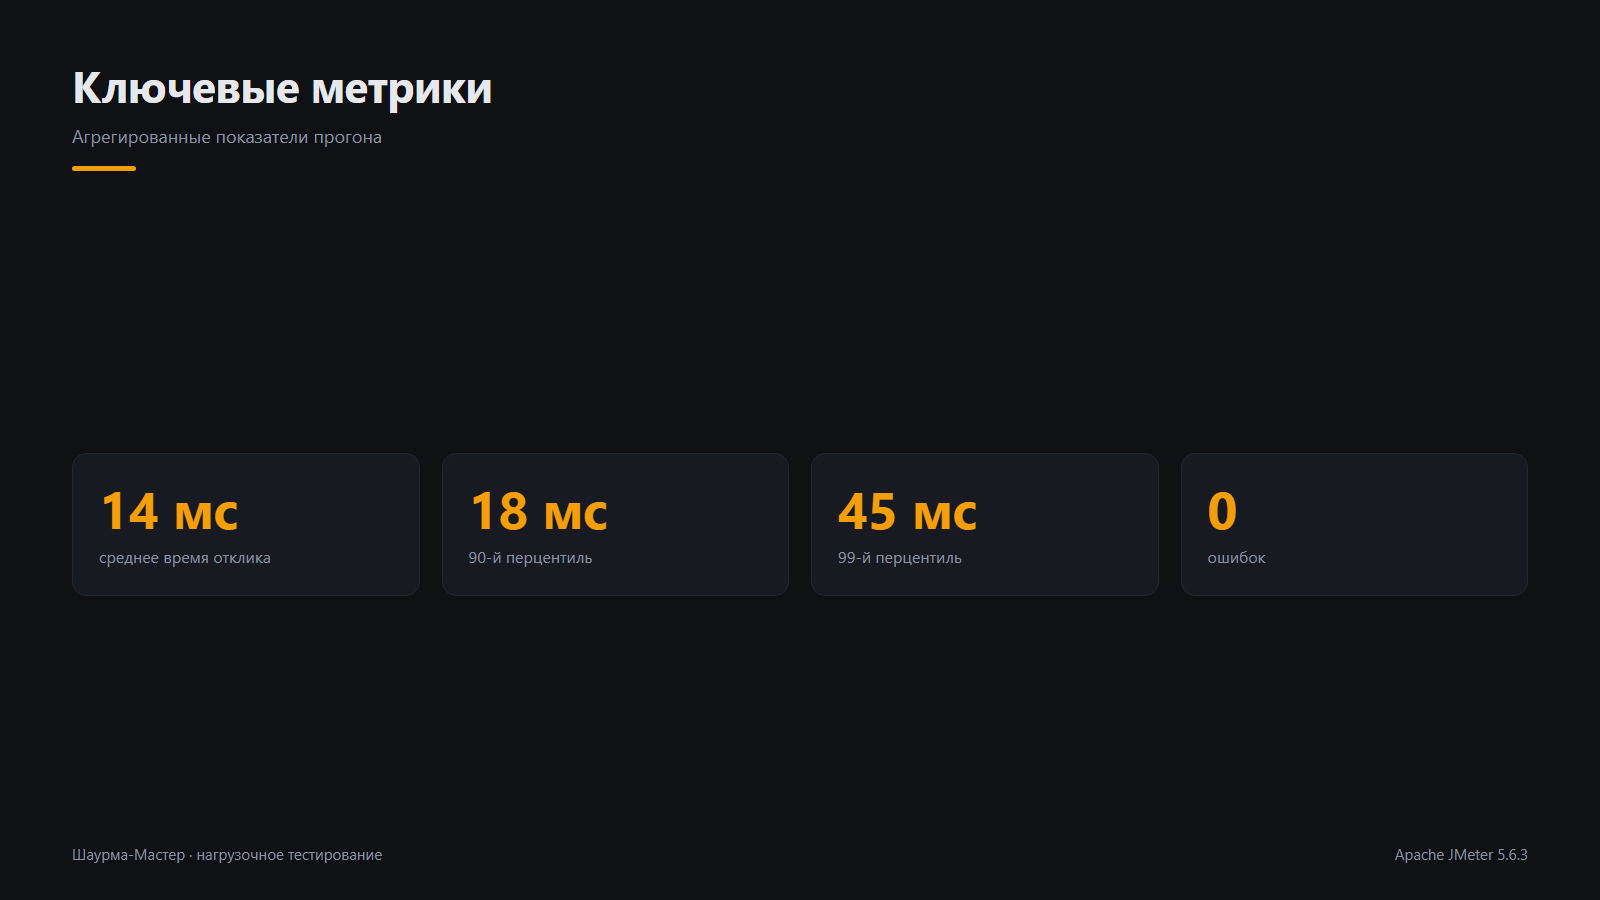 Ключевые метрики
Агрегированные показатели прогона
14 мс
среднее время отклика
18 мс
90-й перцентиль
45 мс
99-й перцентиль
0
ошибок
Шаурма-Мастер · нагрузочное тестирование
Apache JMeter 5.6.3